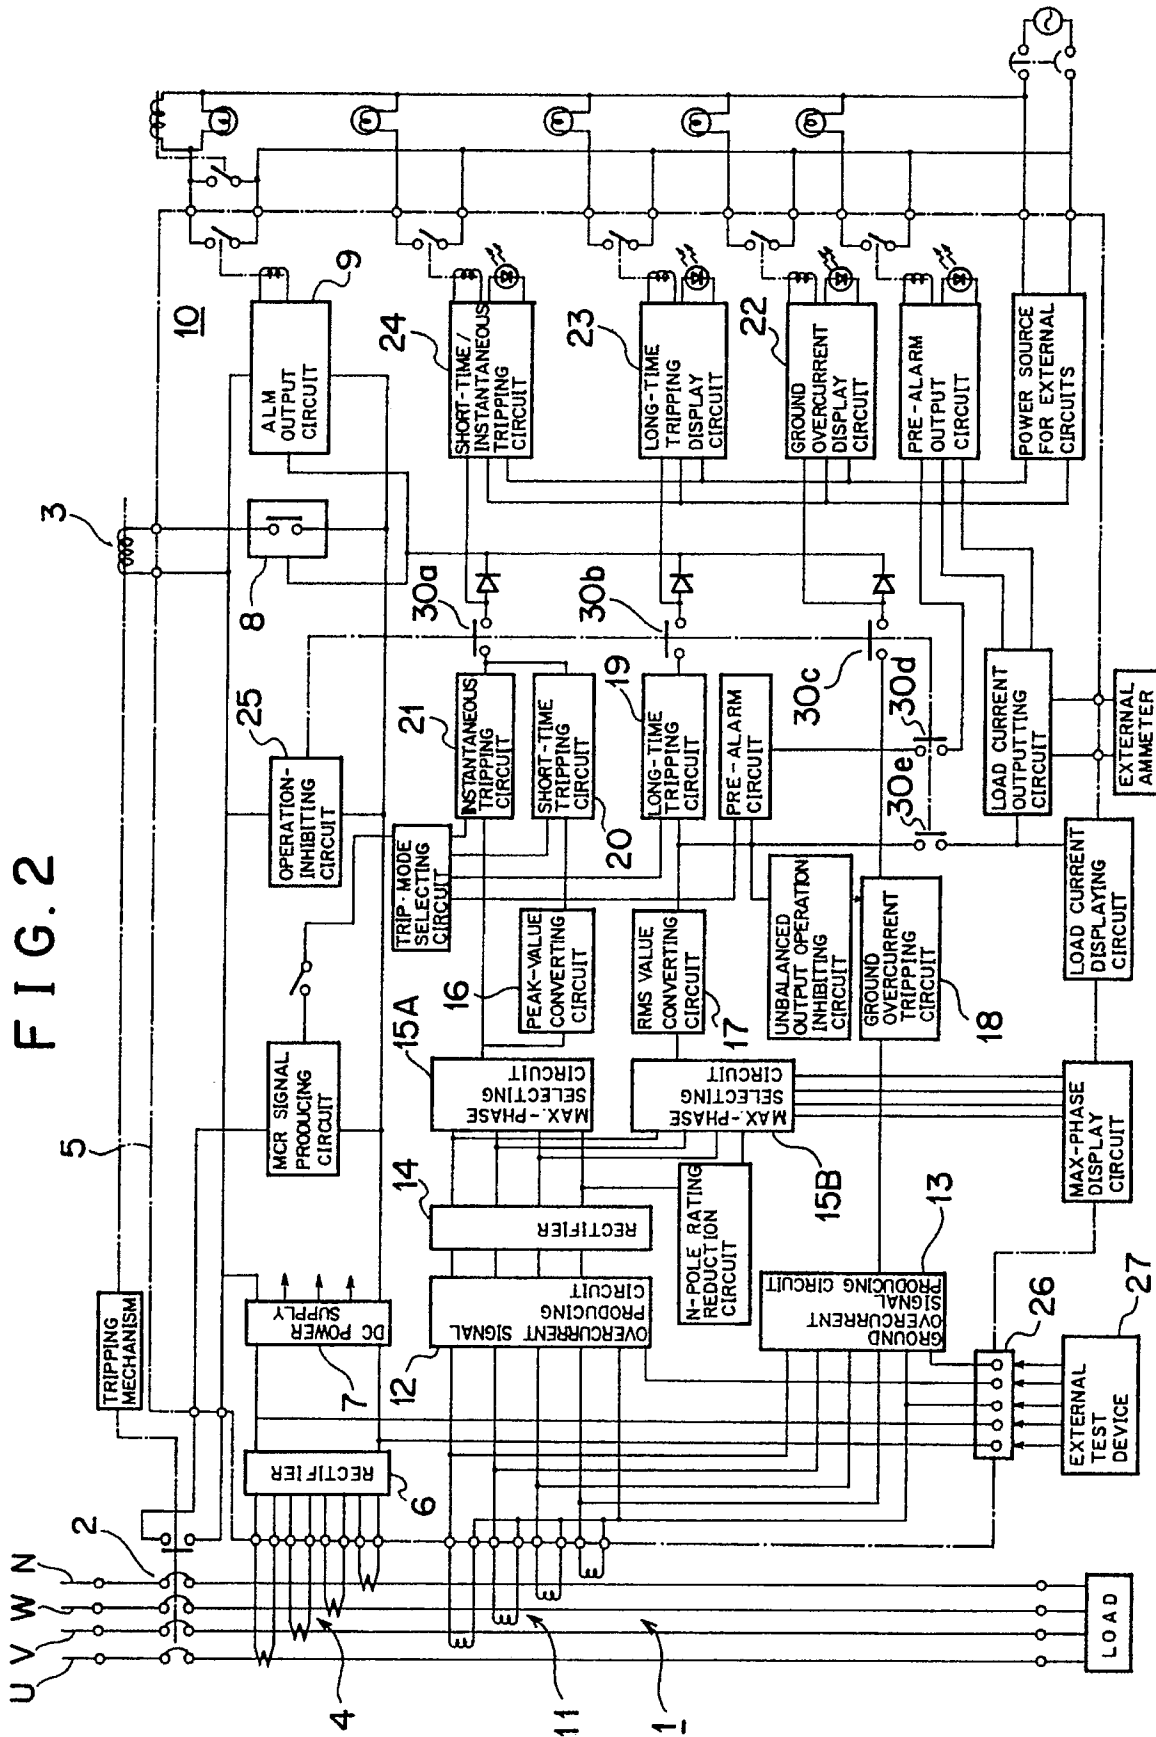 FIG. 2
U V W N
2
TRIPPING
MECHANISM
5
3
4
RECTIFIER
6
DC POWER
SUPPLY
7
MCR SIGNAL
PRODUCING
CIRCUIT
OPERATION-
INHIBITING
CIRCUIT
25
8
ALM
OUTPUT
CIRCUIT
9
10
11
1
12
OVERCURRENT SIGNAL
PRODUCING
CIRCUIT
RECTIFIER
14
MAX.-PHASE
SELECTING
CIRCUIT
15A
MAX.-PHASE
SELECTING
CIRCUIT
15B
N-POLE RATING
REDUCTION
CIRCUIT
PEAK-VALUE
CONVERTING
CIRCUIT
16
RMS VALUE
CONVERTING
CIRCUIT
17
TRIP-MODE
SELECTING
CIRCUIT
INSTANTANEOUS
TRIPPING
CIRCUIT
21
SHORT-TIME
TRIPPING
CIRCUIT
20
LONG-TIME
TRIPPING
CIRCUIT
19
PRE-ALARM
CIRCUIT
30a
30b
30c
30d
30e
SHORT-TIME/
INSTANTANEOUS
TRIPPING
CIRCUIT
24
LONG-TIME
TRIPPING
DISPLAY
CIRCUIT
23
GROUND
OVERCURRENT
DISPLAY
CIRCUIT
22
PRE-ALARM
OUTPUT
CIRCUIT
POWER SOURCE
FOR EXTERNAL
CIRCUITS
GROUND
OVERCURRENT
SIGNAL
PRODUCING CIRCUIT
13
UNBALANCED
OUTPUT OPERATION
INHIBITING
CIRCUIT
GROUND
OVERCURRENT
TRIPPING
CIRCUIT
18
LOAD CURRENT
OUTPUTTING
CIRCUIT
LOAD
EXTERNAL
TEST
DEVICE
26
27
MAX-PHASE
DISPLAY
CIRCUIT
LOAD CURRENT
DISPLAYING
CIRCUIT
EXTERNAL
AMMETER